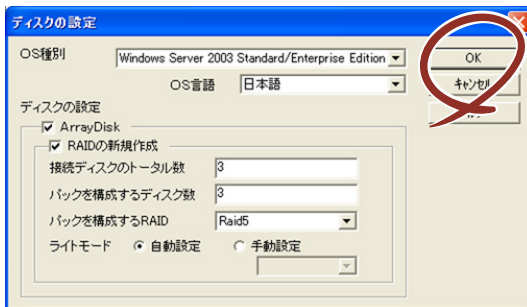 ディスクの設定
OS種別 Windows Server 2003 Standard/Enterprise Edition
OK
OS言語 日本語
キャンセル
ディスクの設定
ArrayDisk
RAIDの新規作成
接続ディスクのトータル数 3
パックを構成するディスク数 3
パックを構成するRAID Raid5
ライトモード 自動設定 手動設定